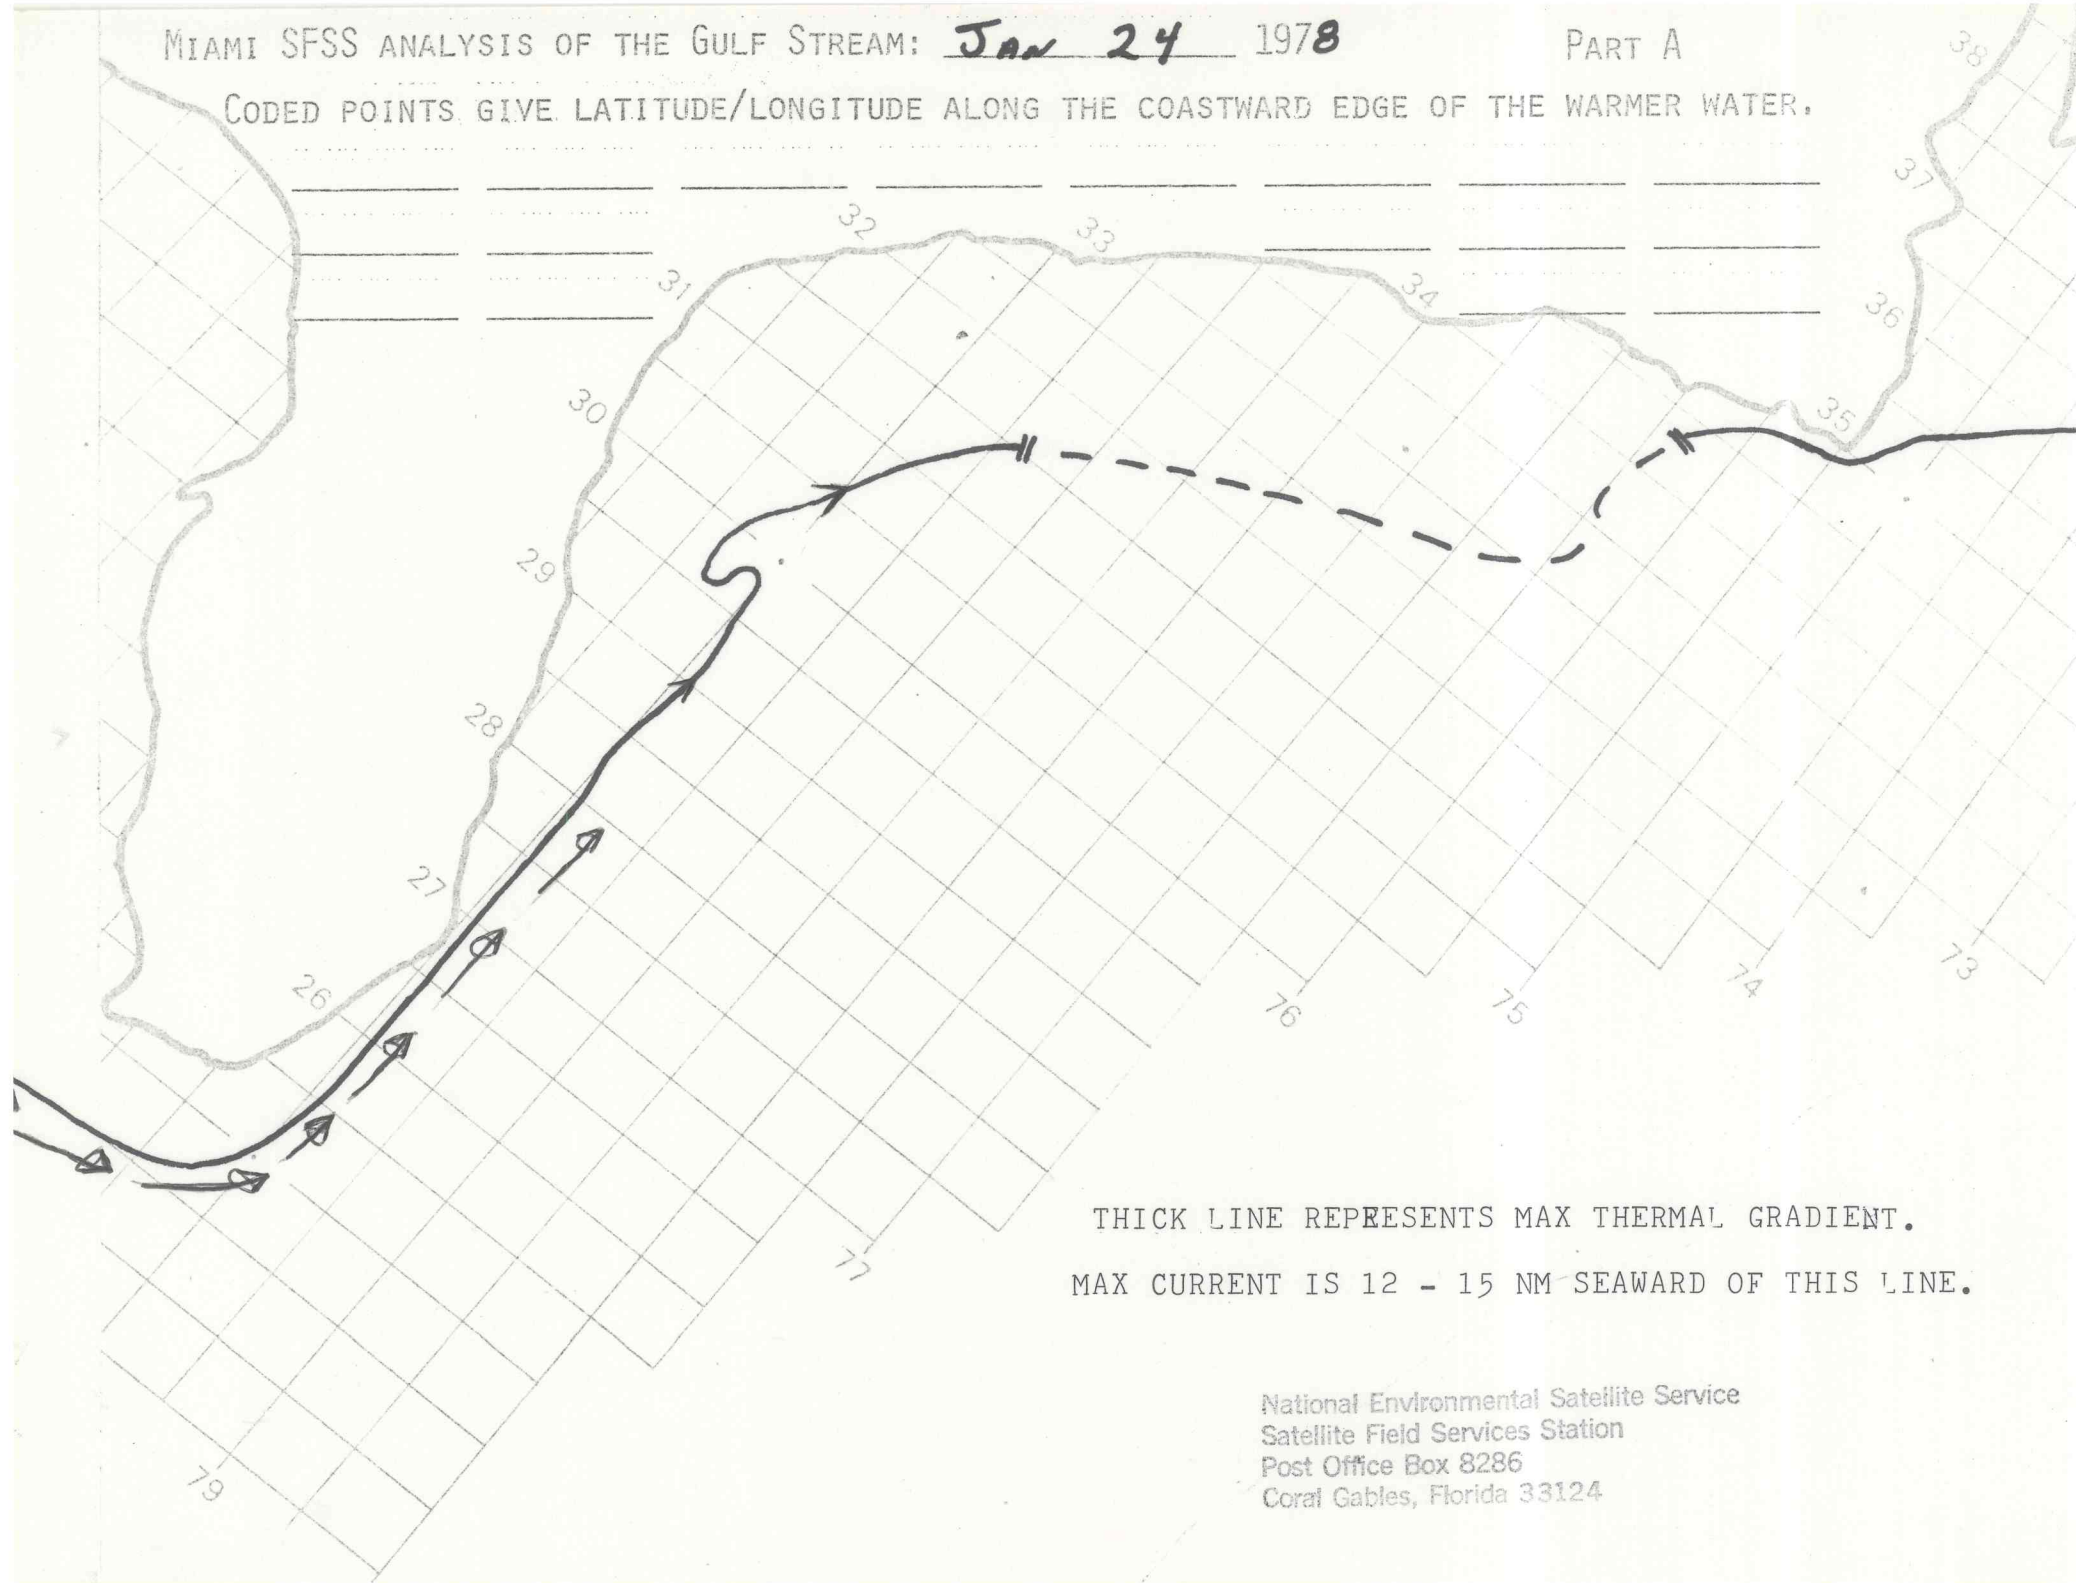 MIAMI SFSS ANALYSIS OF THE GULF STREAM: JAN 24 1978 PART A
CODED POINTS GIVE LATITUDE/LONGITUDE ALONG THE COASTWARD EDGE OF THE WARMER WATER.
38
37
36
35
34
33
32
31
30
29
28
27
26
73
74
75
76
77
79
THICK LINE REPRESENTS MAX THERMAL GRADIENT.
MAX CURRENT IS 12 - 15 NM SEAWARD OF THIS LINE.
National Environmental Satellite Service
Satellite Field Services Station
Post Office Box 8286
Coral Gables, Florida 33124